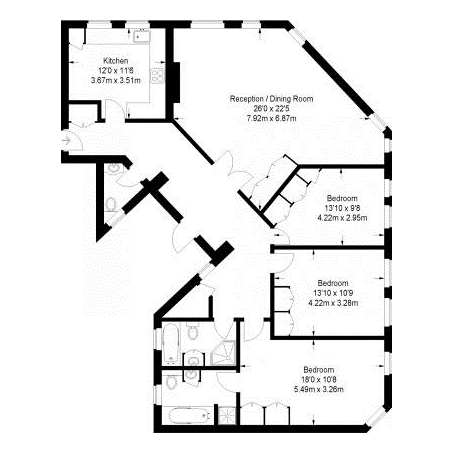 Kitchen
12'0 x 11'6
3.67m x 3.51m
Reception / Dining Room
26'0 x 22'5
7.92m x 6.87m
Bedroom
13'10 x 9'8
4.22m x 2.95m
Bedroom
13'10 x 10'9
4.22m x 3.28m
Bedroom
18'0 x 10'8
5.49m x 3.26m